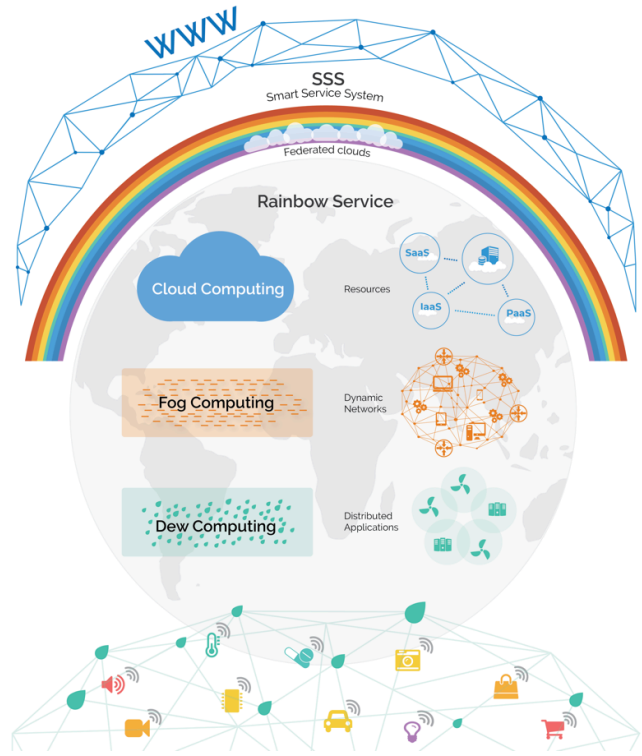 WWW
SSS
Smart Service System
Federated clouds
Rainbow Service
Cloud Computing
Resources
SaaS
IaaS
PaaS
Fog Computing
Dynamic
Networks
Dew Computing
Distributed
Applications